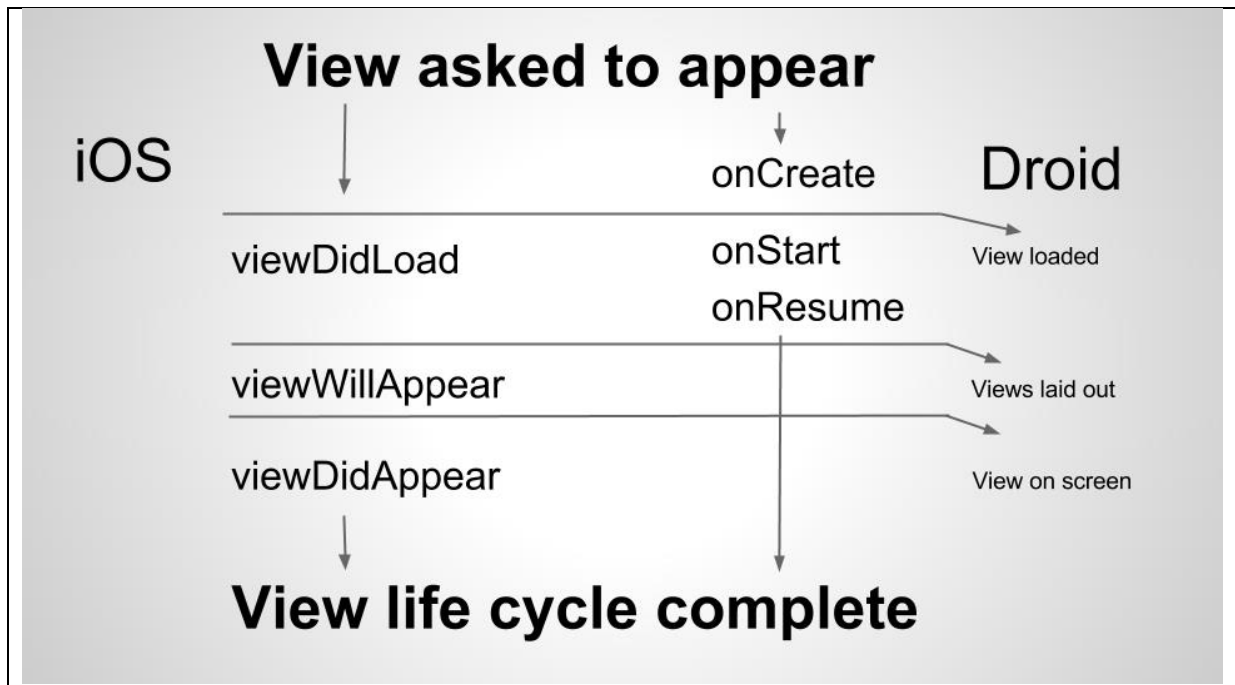 View asked to appear
iOS
onCreate
Droid
viewDidLoad
onStart
View loaded
onResume
viewWillAppear
Views laid out
viewDidAppear
View on screen
View life cycle complete